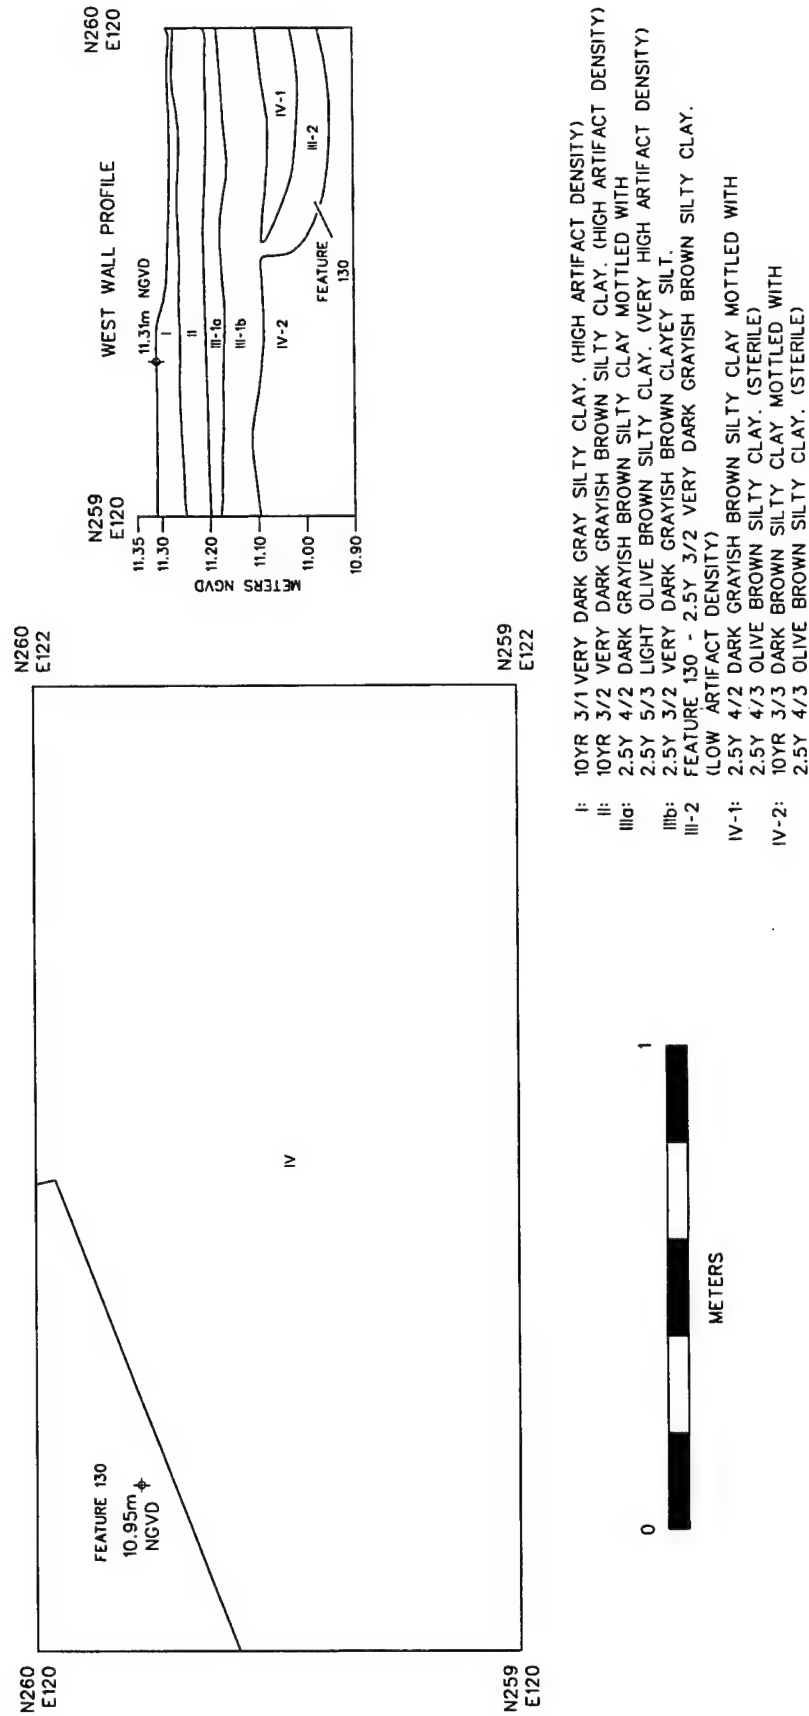 N260
E120
N260
E122
FEATURE 130
10.95m
NGVD
IV
N259
E120
N259
E122
0
1
METERS
WEST WALL PROFILE
N259
E120
N260
E120
11.31m NGVD
METERS NGVD
11.35
11.30
11.20
11.10
11.00
10.90
I
II
III-1a
III-1b
IV-2
IV-1
III-2
FEATURE
130
I: 10YR 3/1 VERY DARK GRAY SILTY CLAY. (HIGH ARTIFACT DENSITY)
II: 10YR 3/2 VERY DARK GRAYISH BROWN SILTY CLAY. (HIGH ARTIFACT DENSITY)
IIIa: 2.5Y 4/2 DARK GRAYISH BROWN SILTY CLAY MOTTLED WITH
2.5Y 5/3 LIGHT OLIVE BROWN SILTY CLAY. (VERY HIGH ARTIFACT DENSITY)
IIIb: 2.5Y 3/2 VERY DARK GRAYISH BROWN CLAYEY SILT.
III-2 FEATURE 130 - 2.5Y 3/2 VERY DARK GRAYISH BROWN SILTY CLAY.
(LOW ARTIFACT DENSITY)
IV-1: 2.5Y 4/2 DARK GRAYISH BROWN SILTY CLAY MOTTLED WITH
2.5Y 4/3 OLIVE BROWN SILTY CLAY. (STERILE)
IV-2: 10YR 3/3 DARK BROWN SILTY CLAY MOTTLED WITH
2.5Y 4/3 OLIVE BROWN SILTY CLAY. (STERILE)